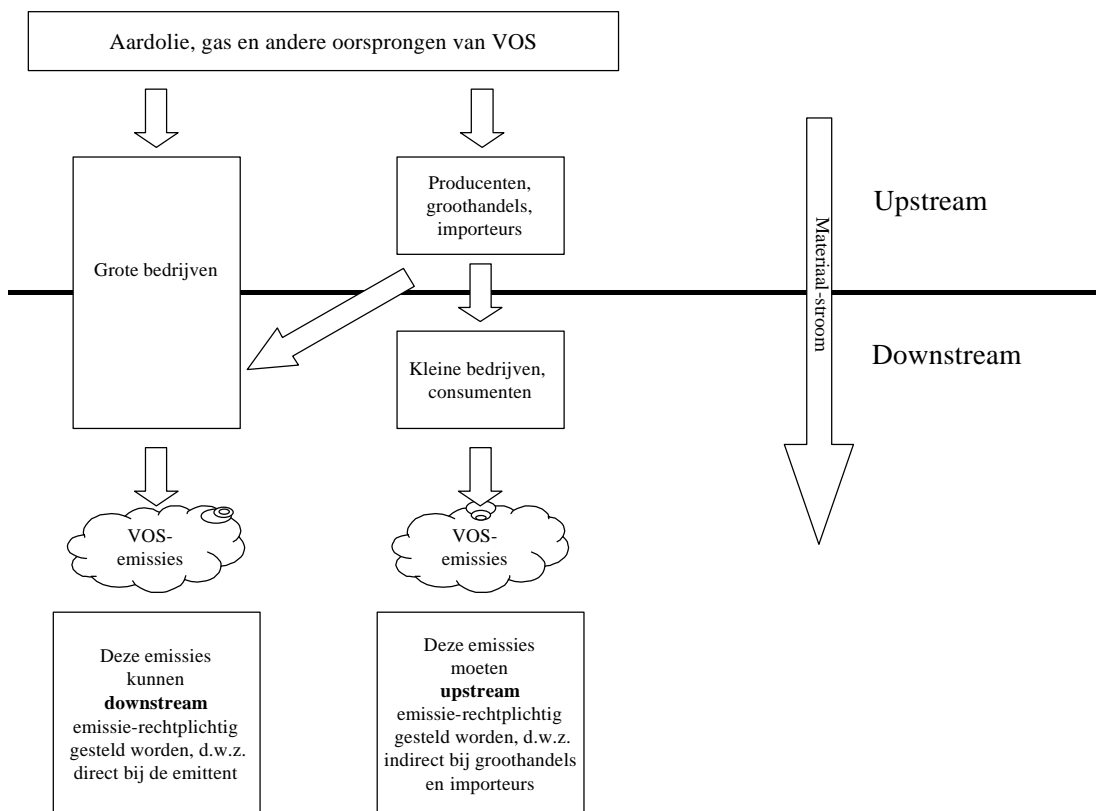 Aardolie, gas en andere oorsprongen van VOS
Producenten,
groothandels,
importeurs
Upstream
Grote bedrijven
Materiaal-stroom
Downstream
Kleine bedrijven,
consumenten
VOS-
emissies
VOS-
emissies
Deze emissies
kunnen
downstream
emissie-rechtplichtig
gesteld worden, d.w.z.
direct bij de emittent
Deze emissies
moeten
upstream
emissie-rechtplichtig
gesteld worden, d.w.z.
indirect bij groothandels
en importeurs